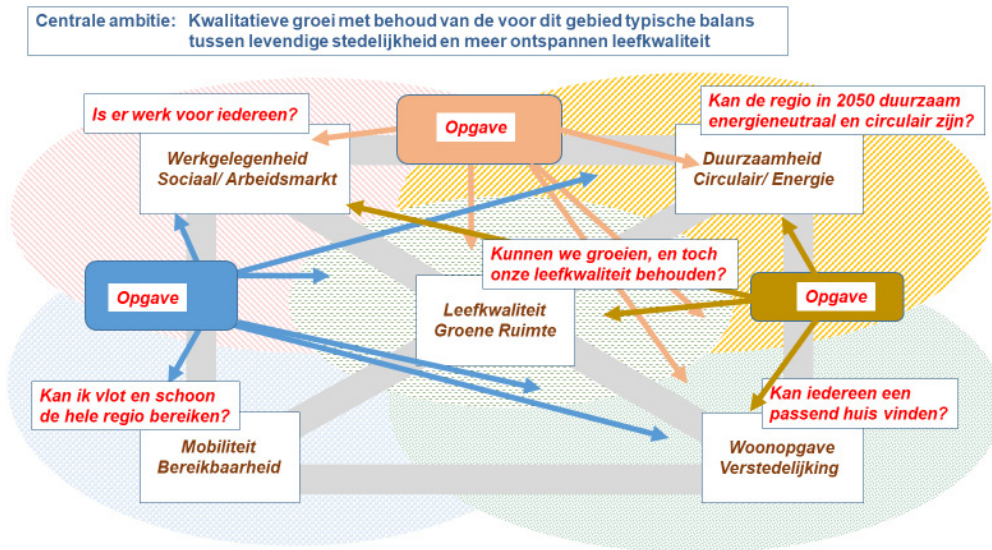 Centrale ambitie: Kwalitatieve groei met behoud van de voor dit gebied typische balans
tussen levendige stedelijkheid en meer ontspannen leefkwaliteit
Is er werk voor iedereen?
Opgave
Kan de regio in 2050 duurzaam
energieneutraal en circulair zijn?
Werkgelegenheid
Sociaal/ Arbeidsmarkt
Duurzaamheid
Circulair/ Energie
Kunnen we groeien, en toch
onze leefkwaliteit behouden?
Opgave
Opgave
Leefkwaliteit
Groene Ruimte
Kan ik vlot en schoon
de hele regio bereiken?
Kan iedereen een
passend huis vinden?
Mobiliteit
Bereikbaarheid
Woonopgave
Verstedelijking